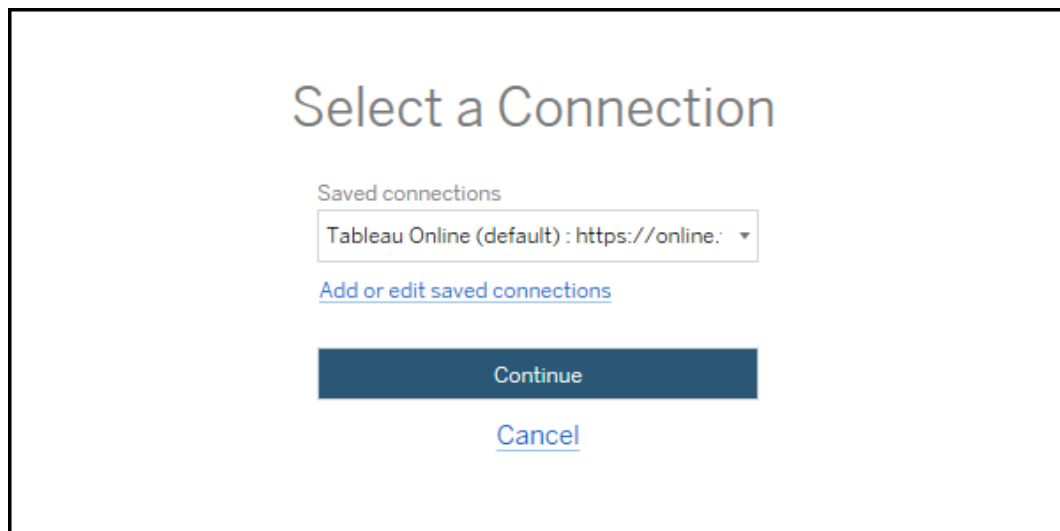 Select a Connection
Saved connections
Tableau Online (default) : https://online.
Add or edit saved connections
Continue
Cancel